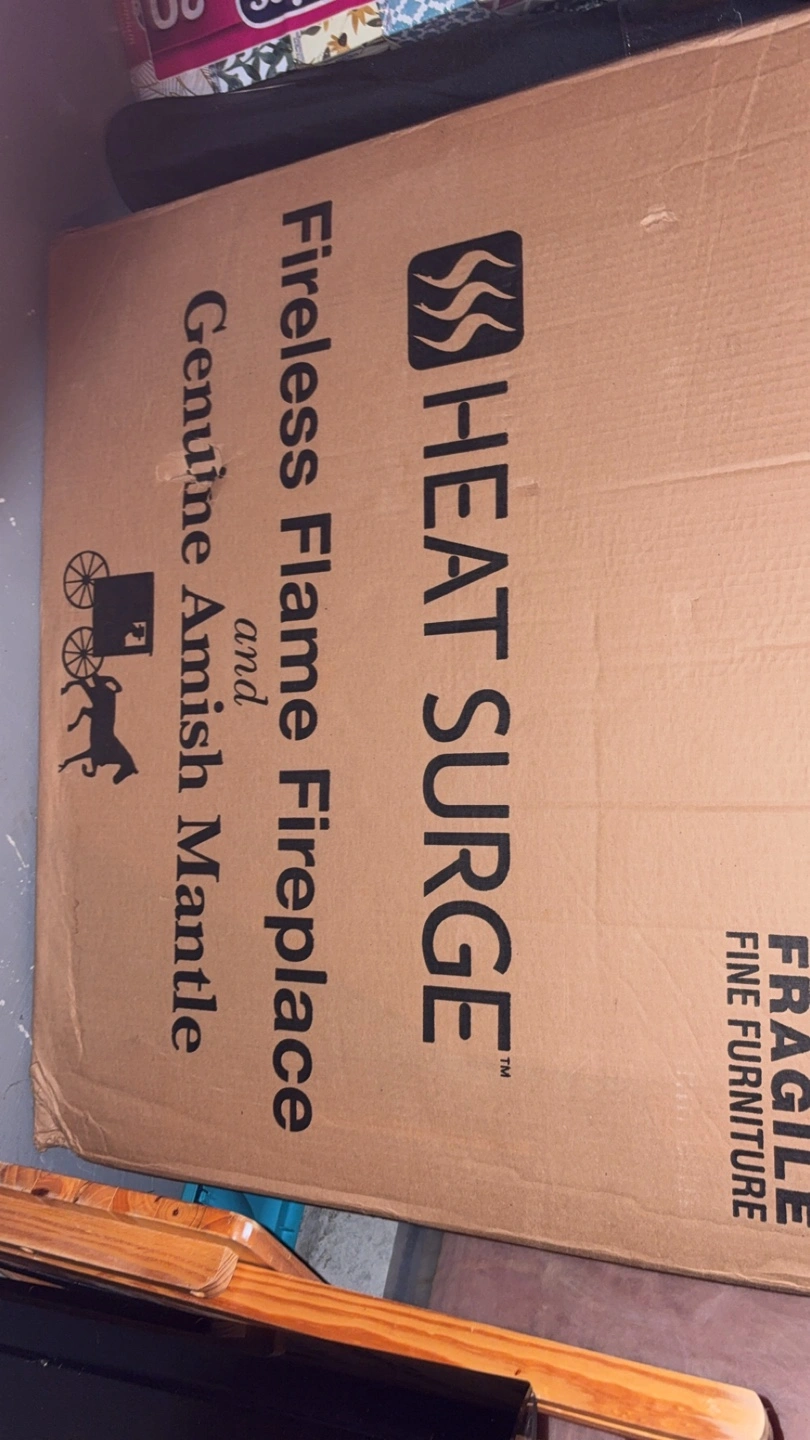 HEAT SURGE™
Fireless Flame Fireplace
and
Genuine Amish Mantle
FRAGILE
FINE FURNITURE